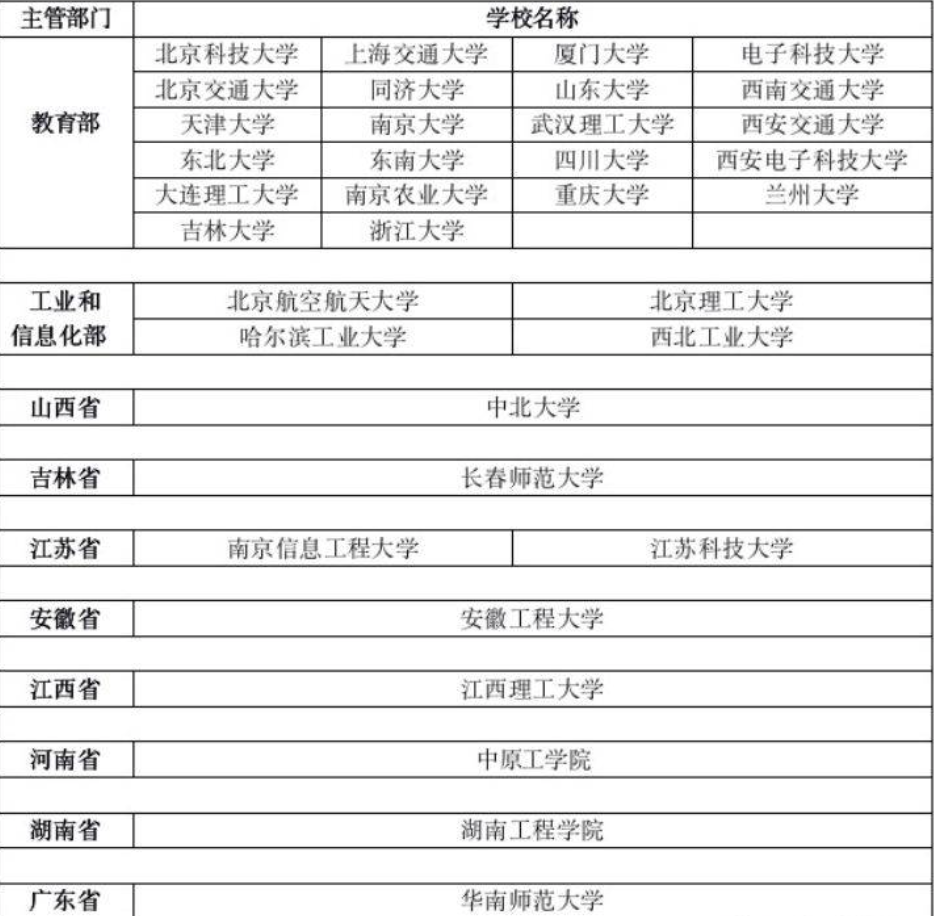 主管部门 学校名称
北京科技大学 上海交通大学 厦门大学 电子科技大学
北京交通大学 同济大学 山东大学 西南交通大学
教育部 天津大学 南京大学 武汉理工大学 西安交通大学
东北大学 东南大学 四川大学 西安电子科技大学
大连理工大学 南京农业大学 重庆大学 兰州大学
吉林大学 浙江大学
工业和 北京航空航天大学 北京理工大学
信息化部 哈尔滨工业大学 西北工业大学
山西省 中北大学
吉林省 长春师范大学
江苏省 南京信息工程大学 江苏科技大学
安徽省 安徽工程大学
江西省 江西理工大学
河南省 中原工学院
湖南省 湖南工程学院
广东省 华南师范大学